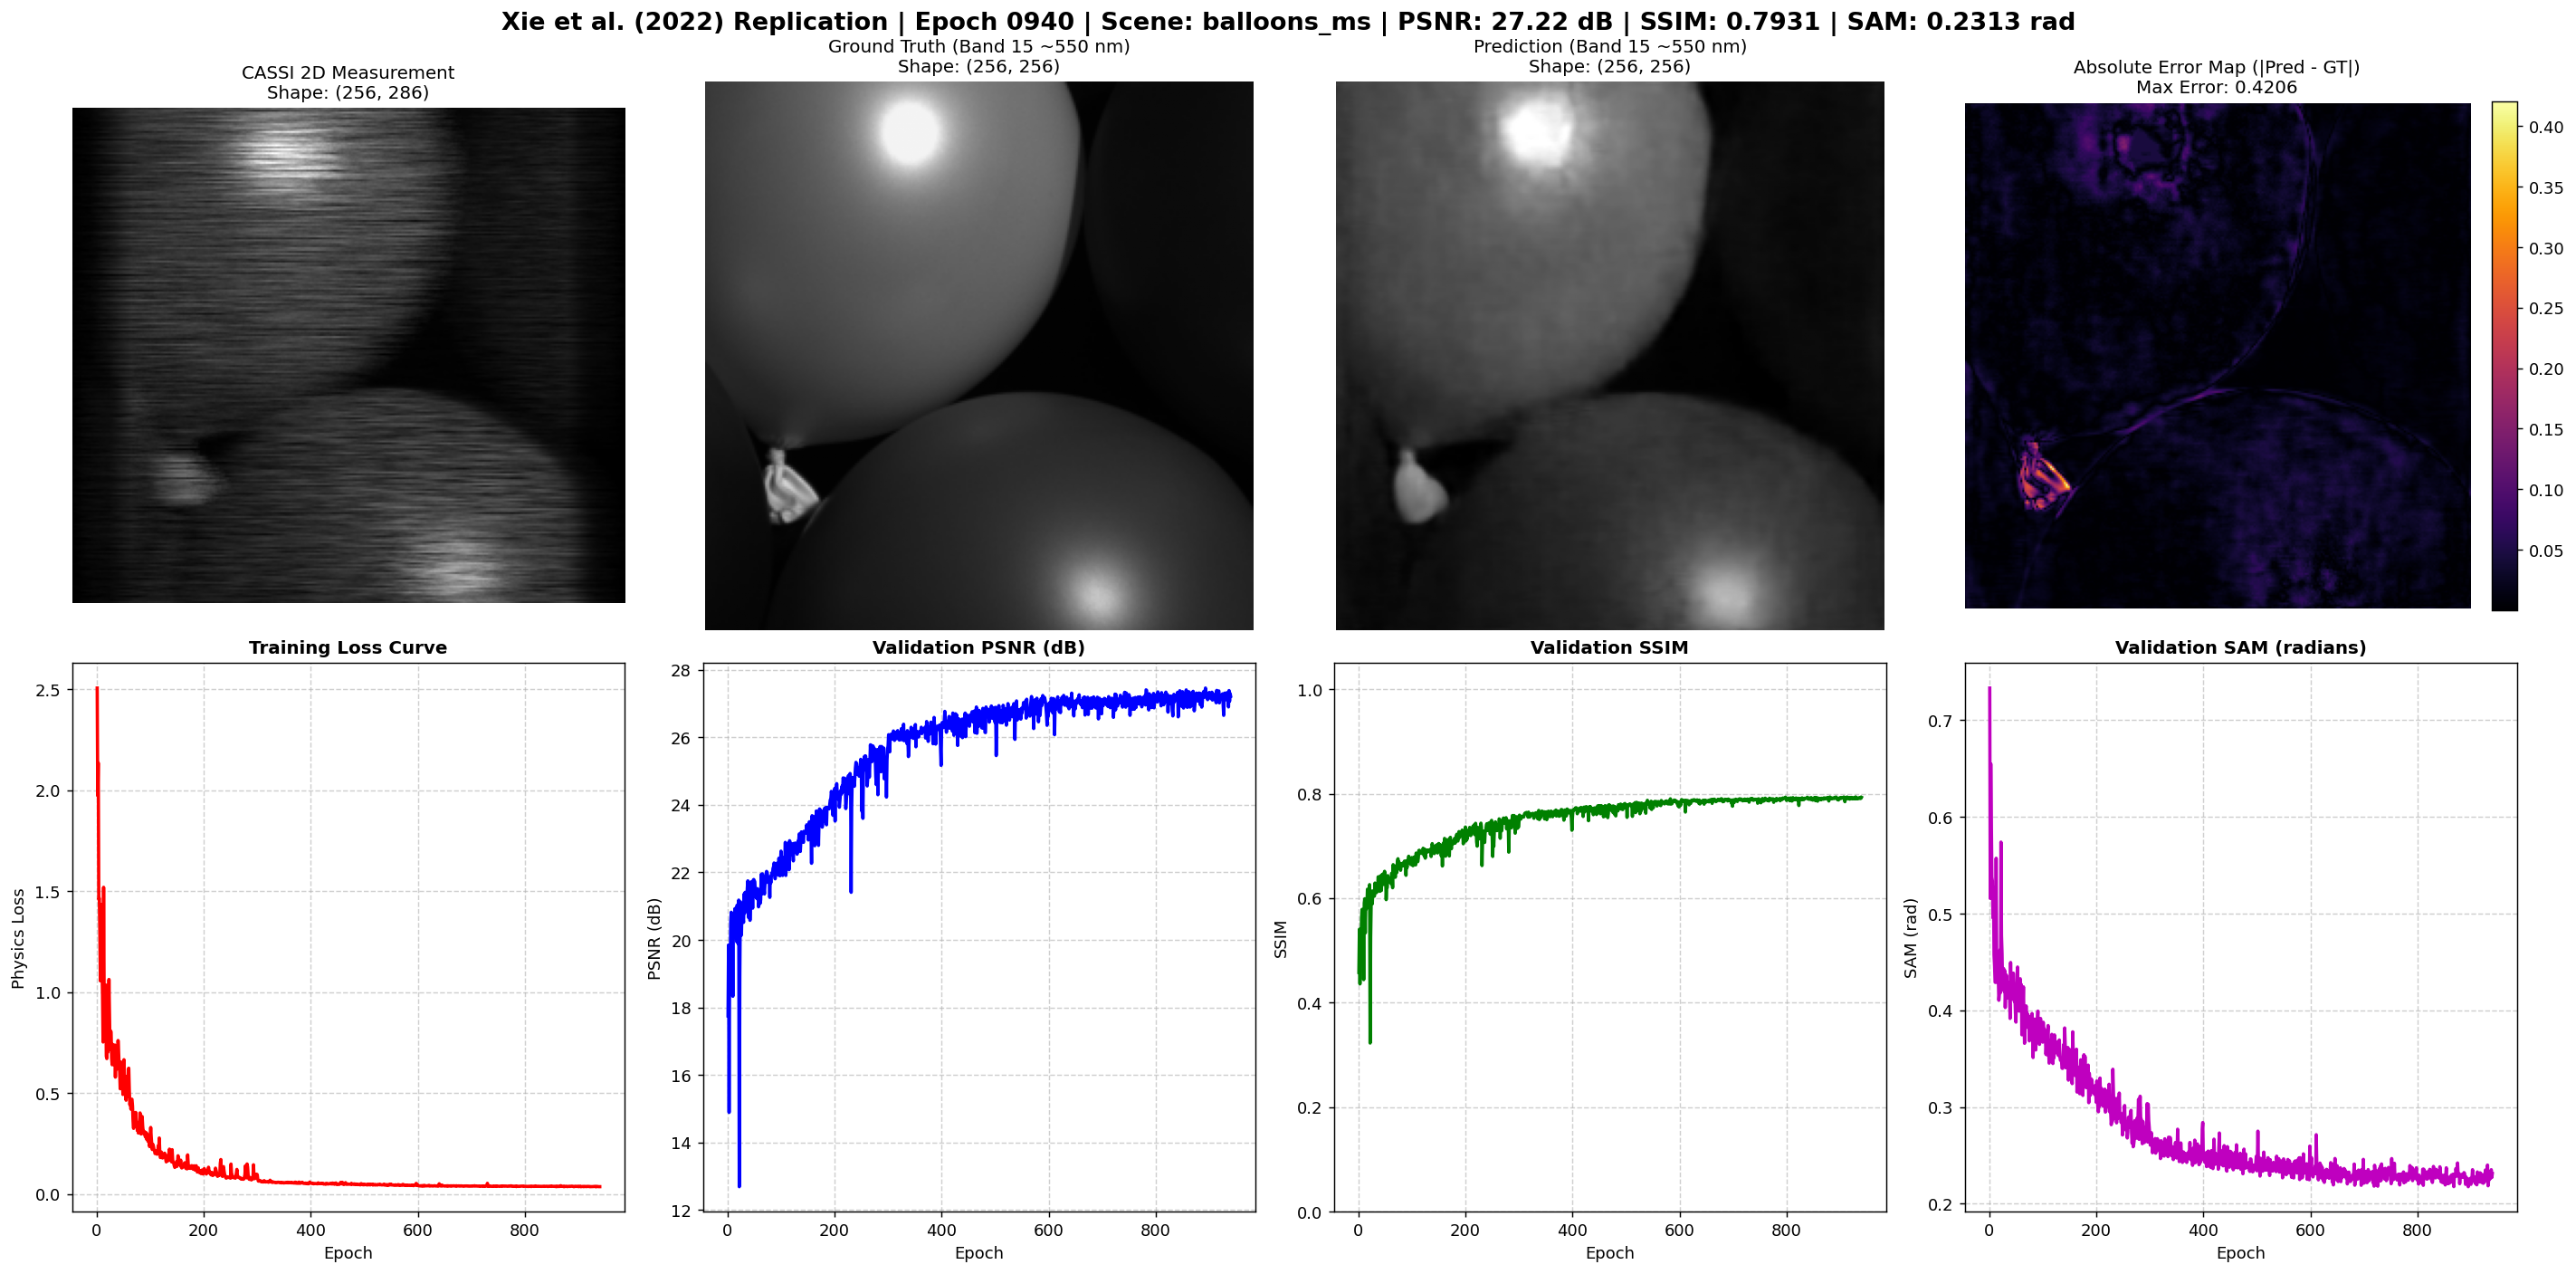 Xie et al. (2022) Replication | Epoch 0940 | Scene: balloons_ms | PSNR: 27.22 dB | SSIM: 0.7931 | SAM: 0.2313 rad
CASSI 2D Measurement
Shape: (256, 286)
Ground Truth (Band 15 ~550 nm)
Shape: (256, 256)
Prediction (Band 15 ~550 nm)
Shape: (256, 256)
Absolute Error Map (|Pred - GT|)
Max Error: 0.4206
0.40
0.35
0.30
0.25
0.20
0.15
0.10
0.05
Training Loss Curve
Physics Loss
2.5
2.0
1.5
1.0
0.5
0.0
0 200 400 600 800
Epoch
Validation PSNR (dB)
PSNR (dB)
28
26
24
22
20
18
16
14
12
0 200 400 600 800
Epoch
Validation SSIM
SSIM
1.0
0.8
0.6
0.4
0.2
0.0
0 200 400 600 800
Epoch
Validation SAM (radians)
SAM (rad)
0.7
0.6
0.5
0.4
0.3
0.2
0 200 400 600 800
Epoch